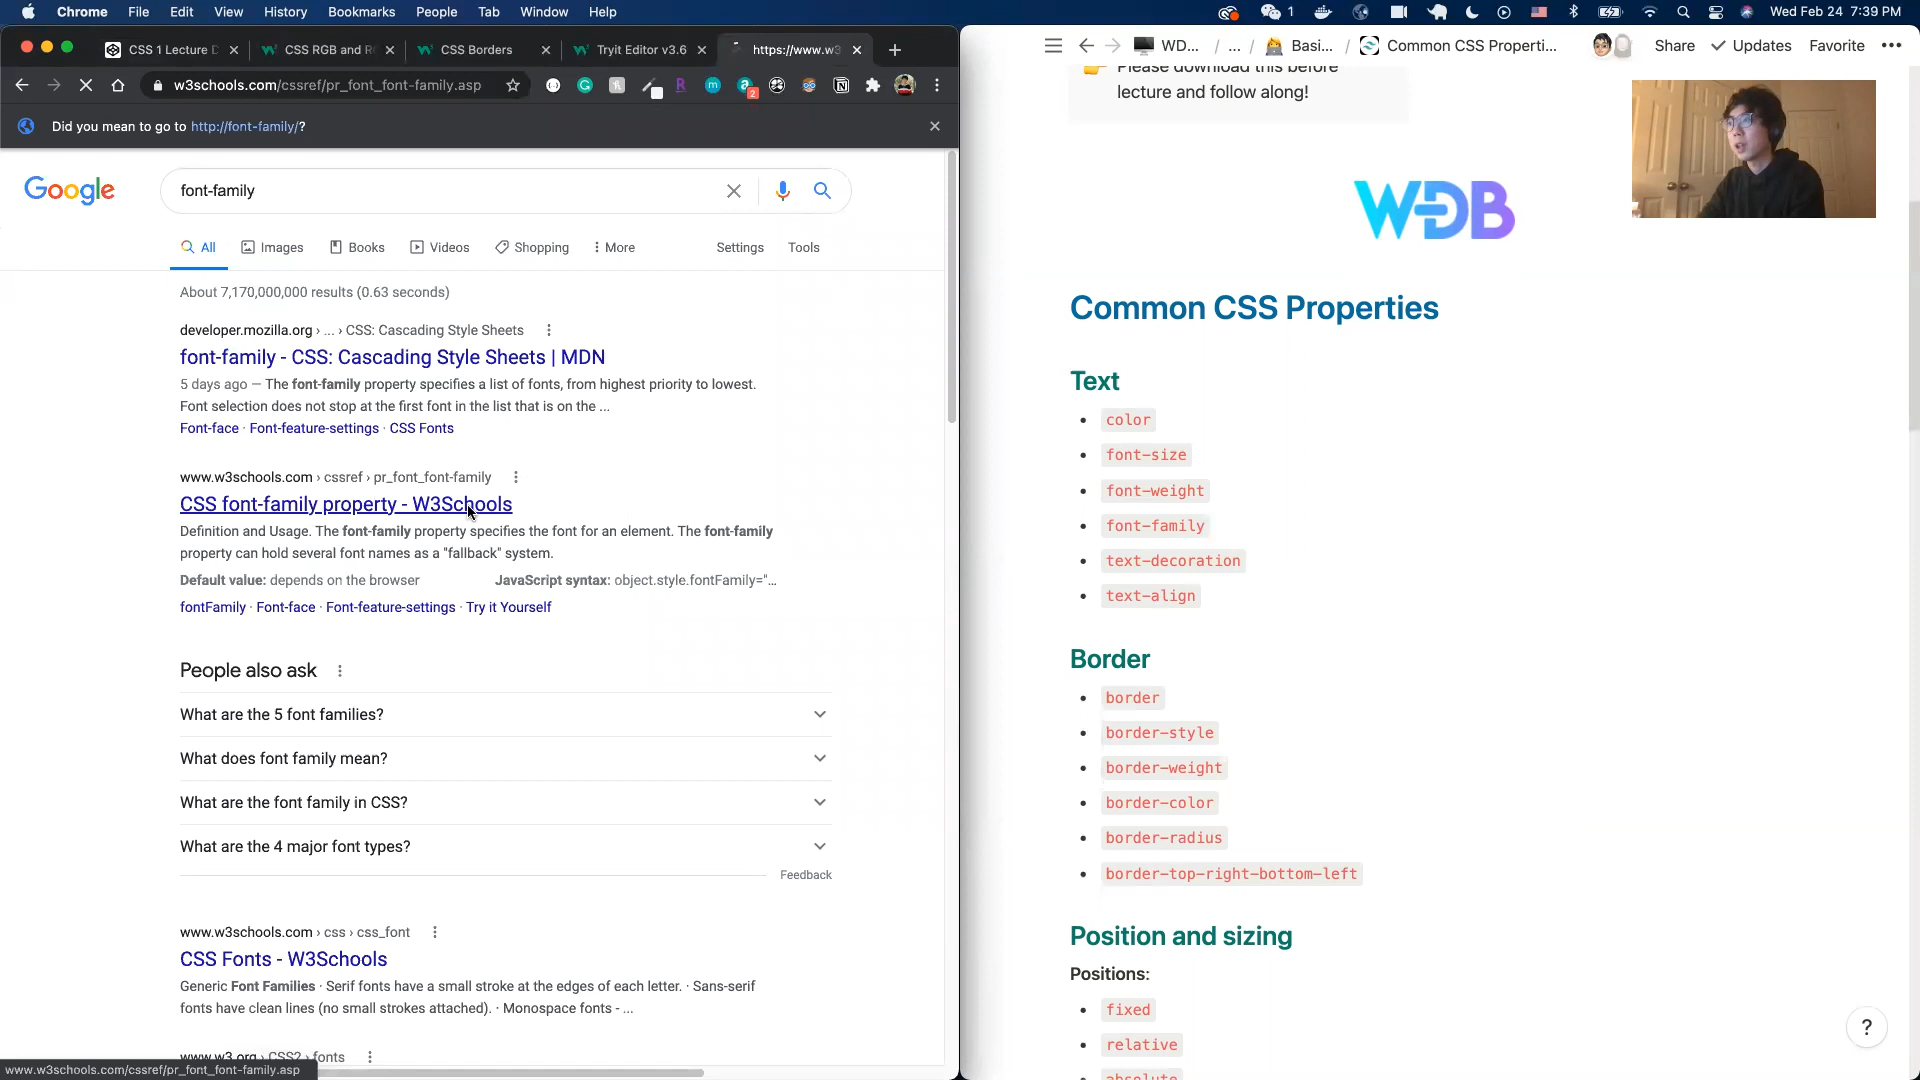 Chrome File Edit View History Bookmarks People Tab Window Help
1
Wed Feb 24 7:39 PM
CSS 1 Lecture D
CSS RGB and R
CSS Borders
Tryit Editor v3.6
https://www.w3
w3schools.com/cssref/pr_font_font-family.asp
2
Did you mean to go to http://font-family/?
Google
font-family
All Images Books Videos Shopping More Settings Tools
About 7,170,000,000 results (0.63 seconds)
developer.mozilla.org › ... › CSS: Cascading Style Sheets
font-family - CSS: Cascading Style Sheets | MDN
5 days ago — The font-family property specifies a list of fonts, from highest priority to lowest.
Font selection does not stop at the first font in the list that is on the ...
Font-face · Font-feature-settings · CSS Fonts
www.w3schools.com › cssref › pr_font_font-family
CSS font-family property - W3Schools
Definition and Usage. The font-family property specifies the font for an element. The font-family
property can hold several font names as a "fallback" system.
Default value: depends on the browser JavaScript syntax: object.style.fontFamily="...
fontFamily · Font-face · Font-feature-settings · Try it Yourself
People also ask
What are the 5 font families?
What does font family mean?
What are the font family in CSS?
What are the 4 major font types?
Feedback
www.w3schools.com › css › css_font
CSS Fonts - W3Schools
Generic Font Families · Serif fonts have a small stroke at the edges of each letter. · Sans-serif
fonts have clean lines (no small strokes attached). · Monospace fonts - ...
www.w3.org › CSS2 › fonts
www.w3schools.com/cssref/pr_font_font-family.asp
WD... / ... / Basi... / Common CSS Properti...
Share Updates Favorite
Please download this before
lecture and follow along!
WDB
Common CSS Properties
Text
color
font-size
font-weight
font-family
text-decoration
text-align
Border
border
border-style
border-weight
border-color
border-radius
border-top-right-bottom-left
Position and sizing
Positions:
fixed
relative
absolute
?